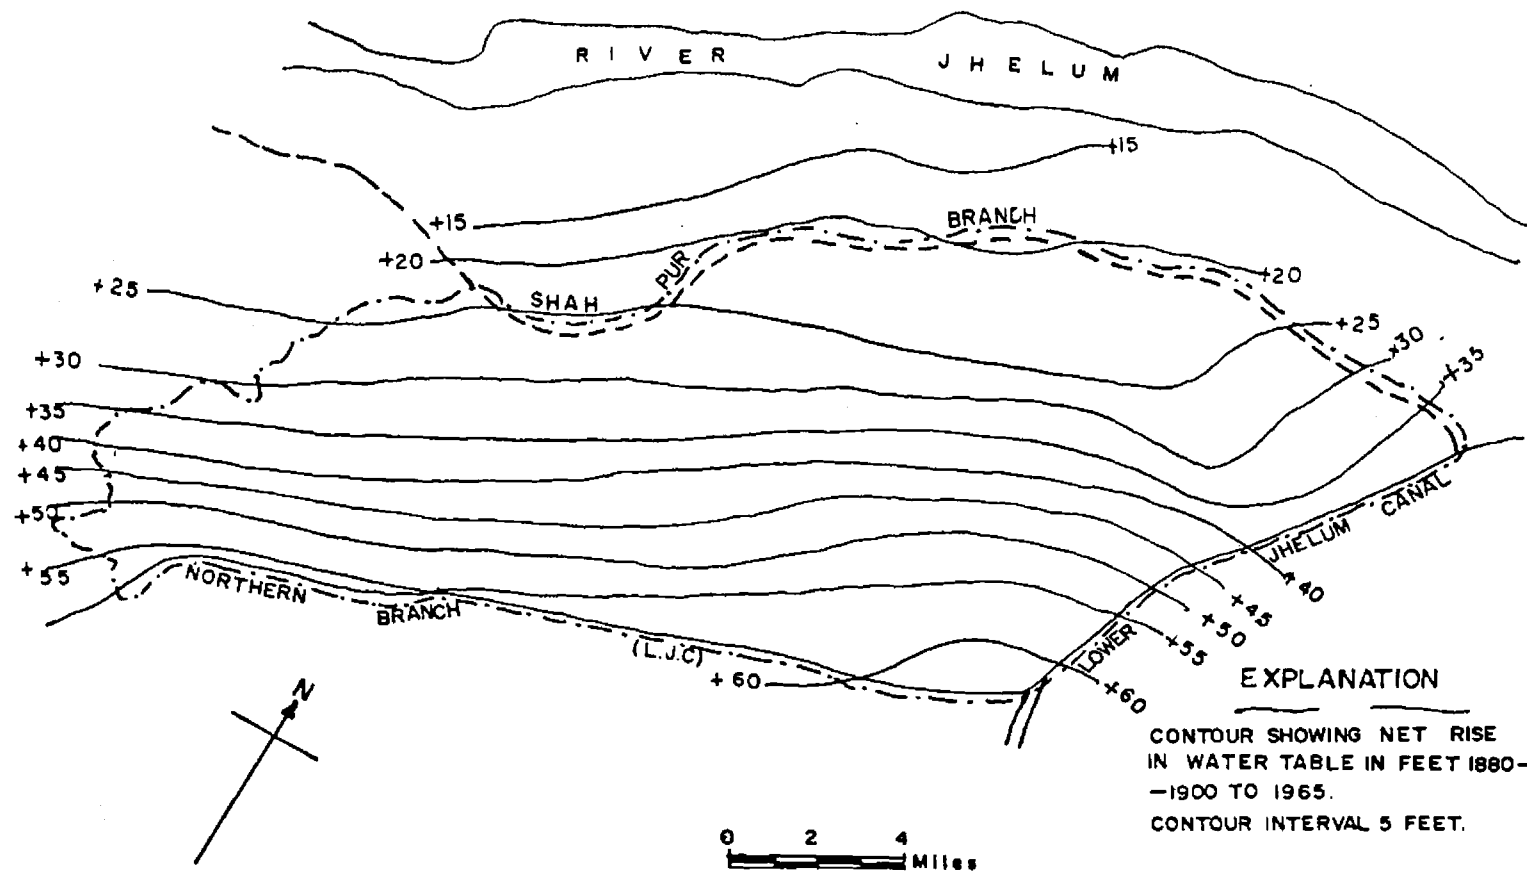 RIVER JHELUM
+15
+15
BRANCH
+20
PUR
+20
+25
SHAH
+25
+30
×30
+35
+35
+40
+45
CANAL
+50
JHELUM
+55
NORTHERN
BRANCH
+40
+45
+50
(L.J.C)
LOWER
+55
+60
+60
N
EXPLANATION
CONTOUR SHOWING NET RISE
IN WATER TABLE IN FEET 1880-
-1900 TO 1965.
CONTOUR INTERVAL 5 FEET.
0 2 4
Miles